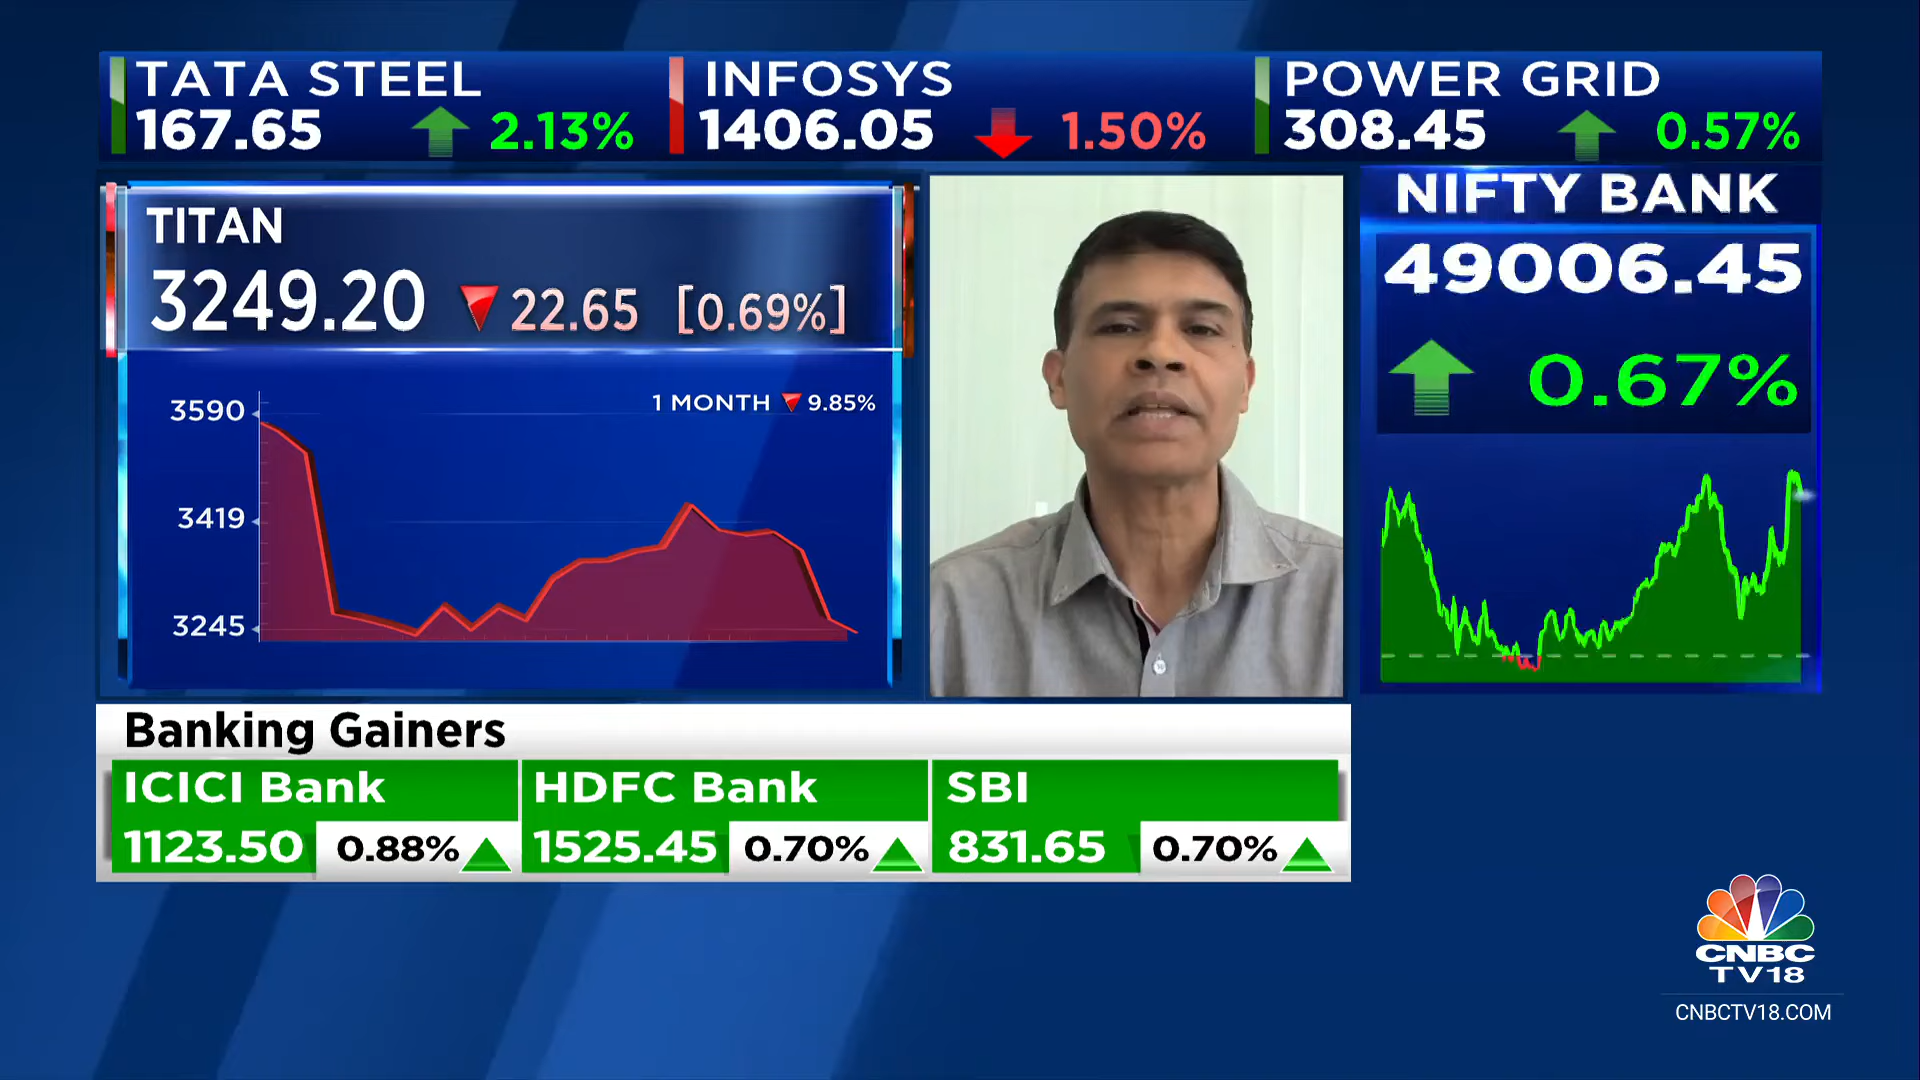 TATA STEEL
167.65 2.13%
INFOSYS
1406.05 1.50%
POWER GRID
308.45 0.57%
TITAN
3249.20 22.65 [0.69%]
1 MONTH 9.85%
3590
3419
3245
NIFTY BANK
49006.45
0.67%
Banking Gainers
ICICI Bank
1123.50 0.88%
HDFC Bank
1525.45 0.70%
SBI
831.65 0.70%
CNBC
TV18
CNBCTV18.COM